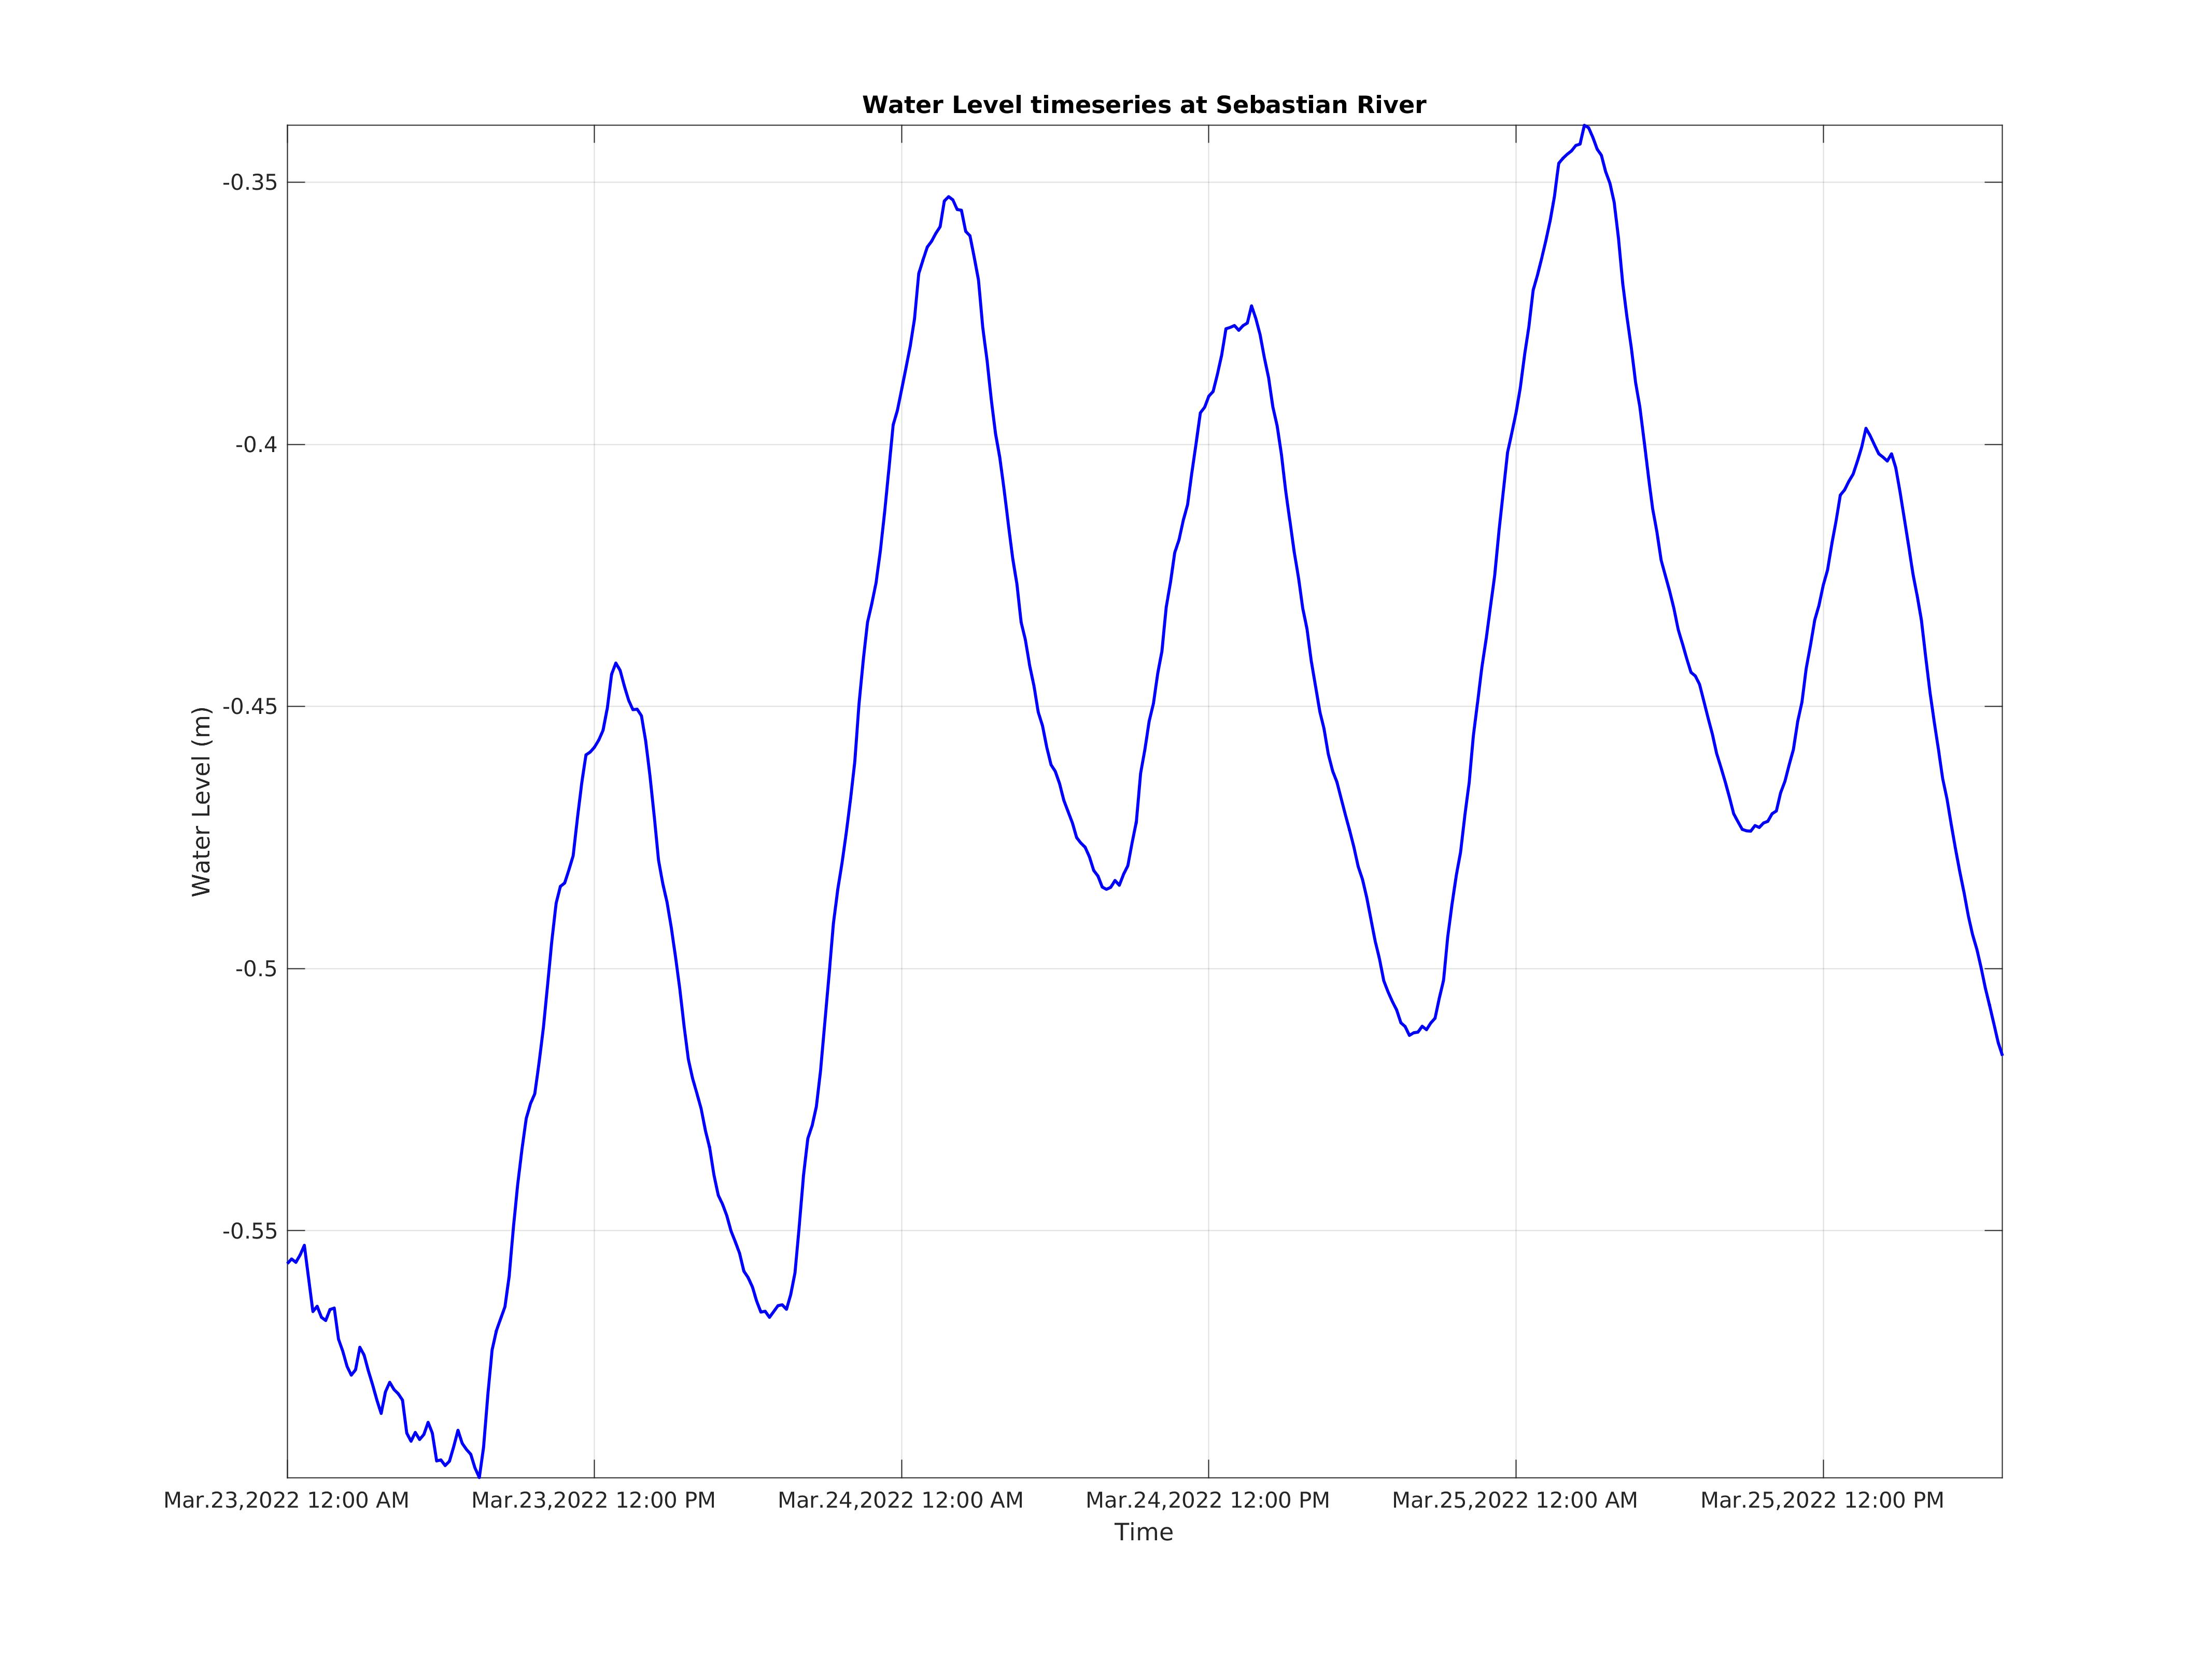 Water Level timeseries at Sebastian River
-0.35
-0.4
-0.45
-0.5
-0.55
Water Level (m)
Mar.23,2022 12:00 AM
Mar.23,2022 12:00 PM
Mar.24,2022 12:00 AM
Mar.24,2022 12:00 PM
Mar.25,2022 12:00 AM
Mar.25,2022 12:00 PM
Time